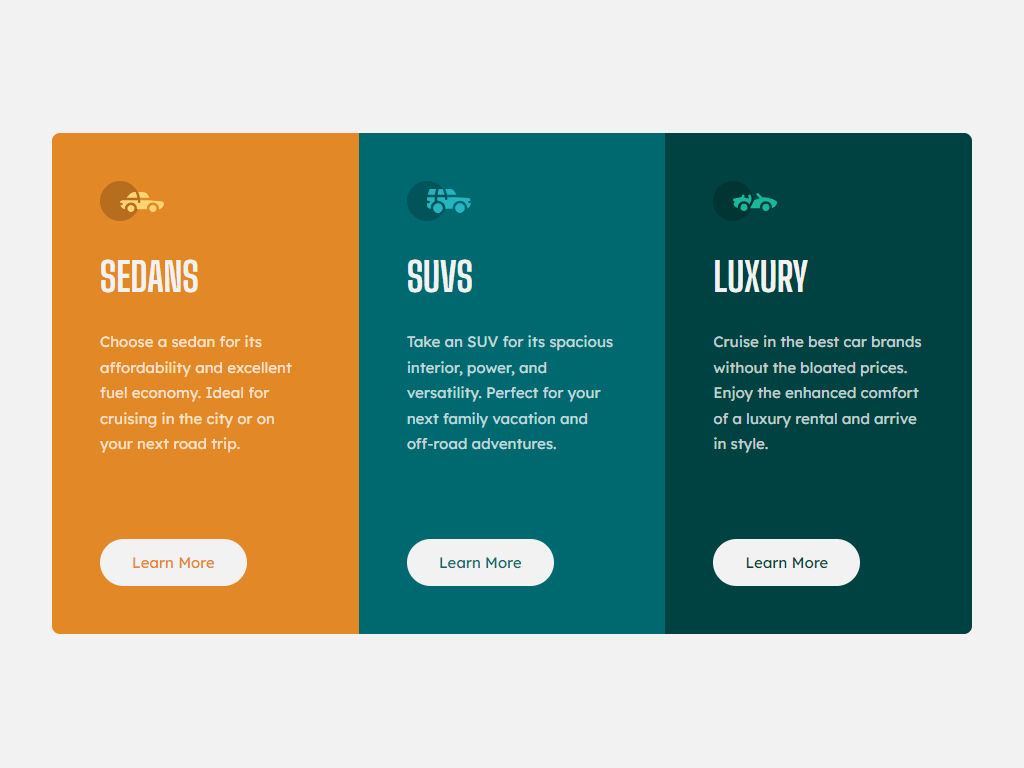 SEDANS
Choose a sedan for its
affordability and excellent
fuel economy. Ideal for
cruising in the city or on
your next road trip.
Learn More
SUVS
Take an SUV for its spacious
interior, power, and
versatility. Perfect for your
next family vacation and
off-road adventures.
Learn More
LUXURY
Cruise in the best car brands
without the bloated prices.
Enjoy the enhanced comfort
of a luxury rental and arrive
in style.
Learn More